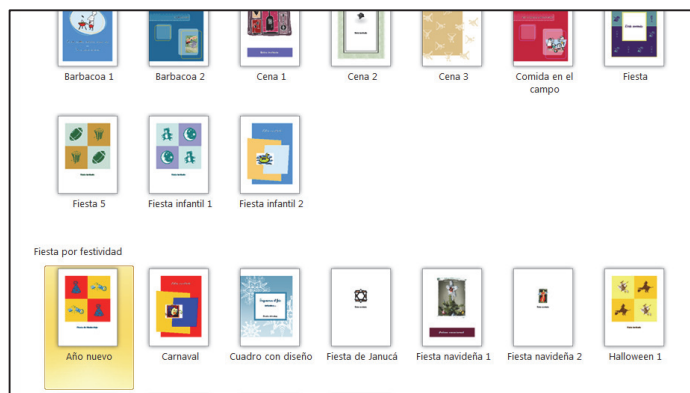 Barbacoa 1
Barbacoa 2
Cena 1
Cena 2
Cena 3
Comida en el
campo
Fiesta
Fiesta 5
Fiesta infantil 1
Fiesta infantil 2
Fiesta por festividad
Año nuevo
Carnaval
Cuadro con diseño
Fiesta de Janucá
Fiesta navideña 1
Fiesta navideña 2
Halloween 1